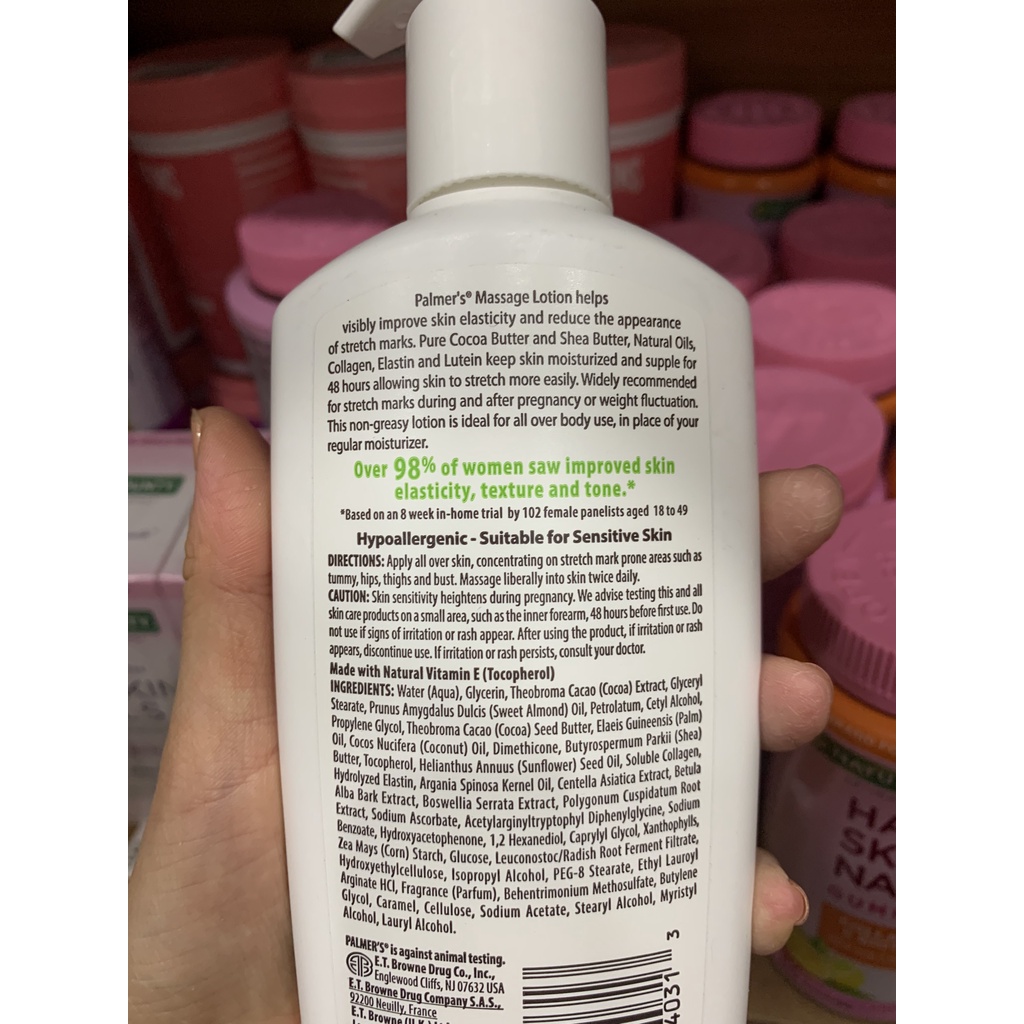 Palmer's® Massage Lotion helps
visibly improve skin elasticity and reduce the appearance
of stretch marks. Pure Cocoa Butter and Shea Butter, Natural Oils,
Collagen, Elastin and Lutein keep skin moisturized and supple for
48 hours allowing skin to stretch more easily. Widely recommended
for stretch marks during and after pregnancy or weight fluctuation.
This non-greasy lotion is ideal for all over body use, in place of your
regular moisturizer.
Over 98% of women saw improved skin
elasticity, texture and tone.*
*Based on an 8 week in-home trial by 102 female panelists aged 18 to 49
Hypoallergenic - Suitable for Sensitive Skin
DIRECTIONS: Apply all over skin, concentrating on stretch mark prone areas such as
tummy, hips, thighs and bust. Massage liberally into skin twice daily.
CAUTION: Skin sensitivity heightens during pregnancy. We advise testing this and all
skin care products on a small area, such as the inner forearm, 48 hours before first use. Do
not use if signs of irritation or rash appear. After using the product, if irritation or rash
appears, discontinue use. If irritation or rash persists, consult your doctor.
Made with Natural Vitamin E (Tocopherol)
INGREDIENTS: Water (Aqua), Glycerin, Theobroma Cacao (Cocoa) Extract, Glyceryl
Stearate, Prunus Amygdalus Dulcis (Sweet Almond) Oil, Petrolatum, Cetyl Alcohol,
Propylene Glycol, Theobroma Cacao (Cocoa) Seed Butter, Elaeis Guineensis (Palm)
Oil, Cocos Nucifera (Coconut) Oil, Dimethicone, Butyrospermum Parkii (Shea)
Butter, Tocopherol, Helianthus Annuus (Sunflower) Seed Oil, Soluble Collagen,
Hydrolyzed Elastin, Argania Spinosa Kernel Oil, Centella Asiatica Extract, Betula
Alba Bark Extract, Boswellia Serrata Extract, Polygonum Cuspidatum Root
Extract, Sodium Ascorbate, Acetylarginyltryptophyl Diphenylglycine, Sodium
Benzoate, Hydroxyacetophenone, 1,2 Hexanediol, Caprylyl Glycol, Xanthophylls,
Zea Mays (Corn) Starch, Glucose, Leuconostoc/Radish Root Ferment Filtrate,
Hydroxyethylcellulose, Isopropyl Alcohol, PEG-8 Stearate, Ethyl Lauroyl
Arginate HCl, Fragrance (Parfum), Behentrimonium Methosulfate, Butylene
Glycol, Caramel, Cellulose, Sodium Acetate, Stearyl Alcohol, Myristyl
Alcohol, Lauryl Alcohol.
PALMER'S® is against animal testing.
E.T. Browne Drug Co., Inc.,
Englewood Cliffs, NJ 07632 USA
E.T. Browne Drug Company S.A.S.,
92200 Neuilly, France
E.T. Browne
4031 3
HA
SK
NA